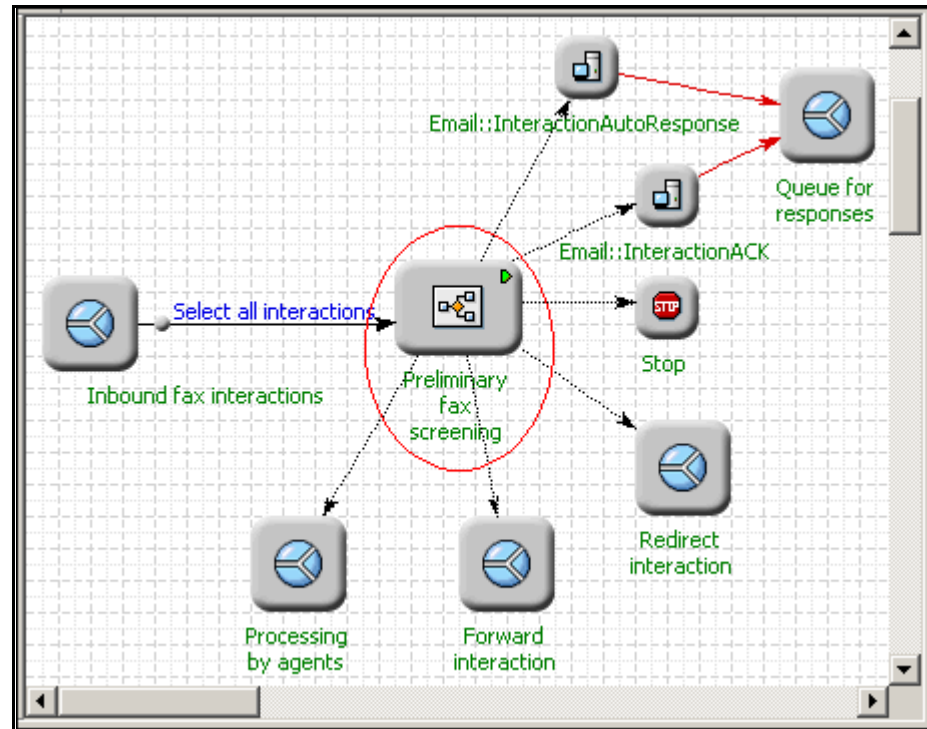 Email::InteractionAutoResponse
Queue for
responses
Email::InteractionACK
Select all interactions
Inbound fax interactions
Preliminary
fax
screening
STOP
Stop
Redirect
interaction
Processing
by agents
Forward
interaction